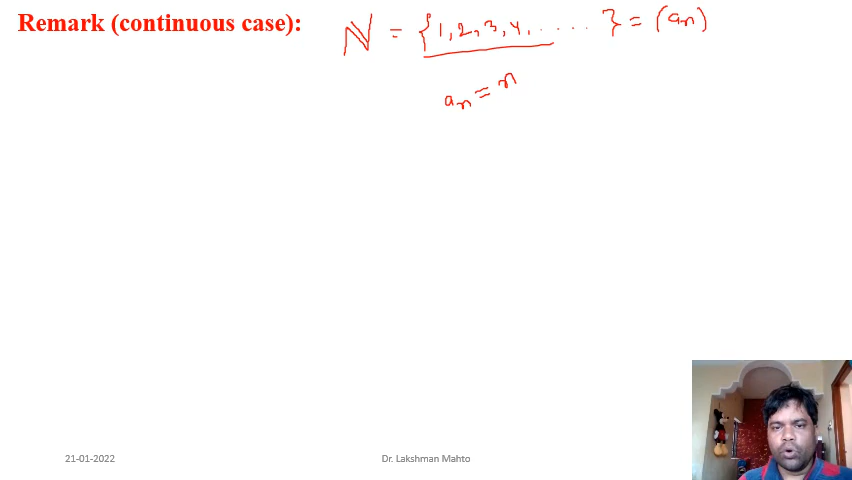 Remark (continuous case): ℕ = {1, 2, 3, 4, ......} = (aₙ)
aₙ = n
21-01-2022 Dr. Lakshman Mahto